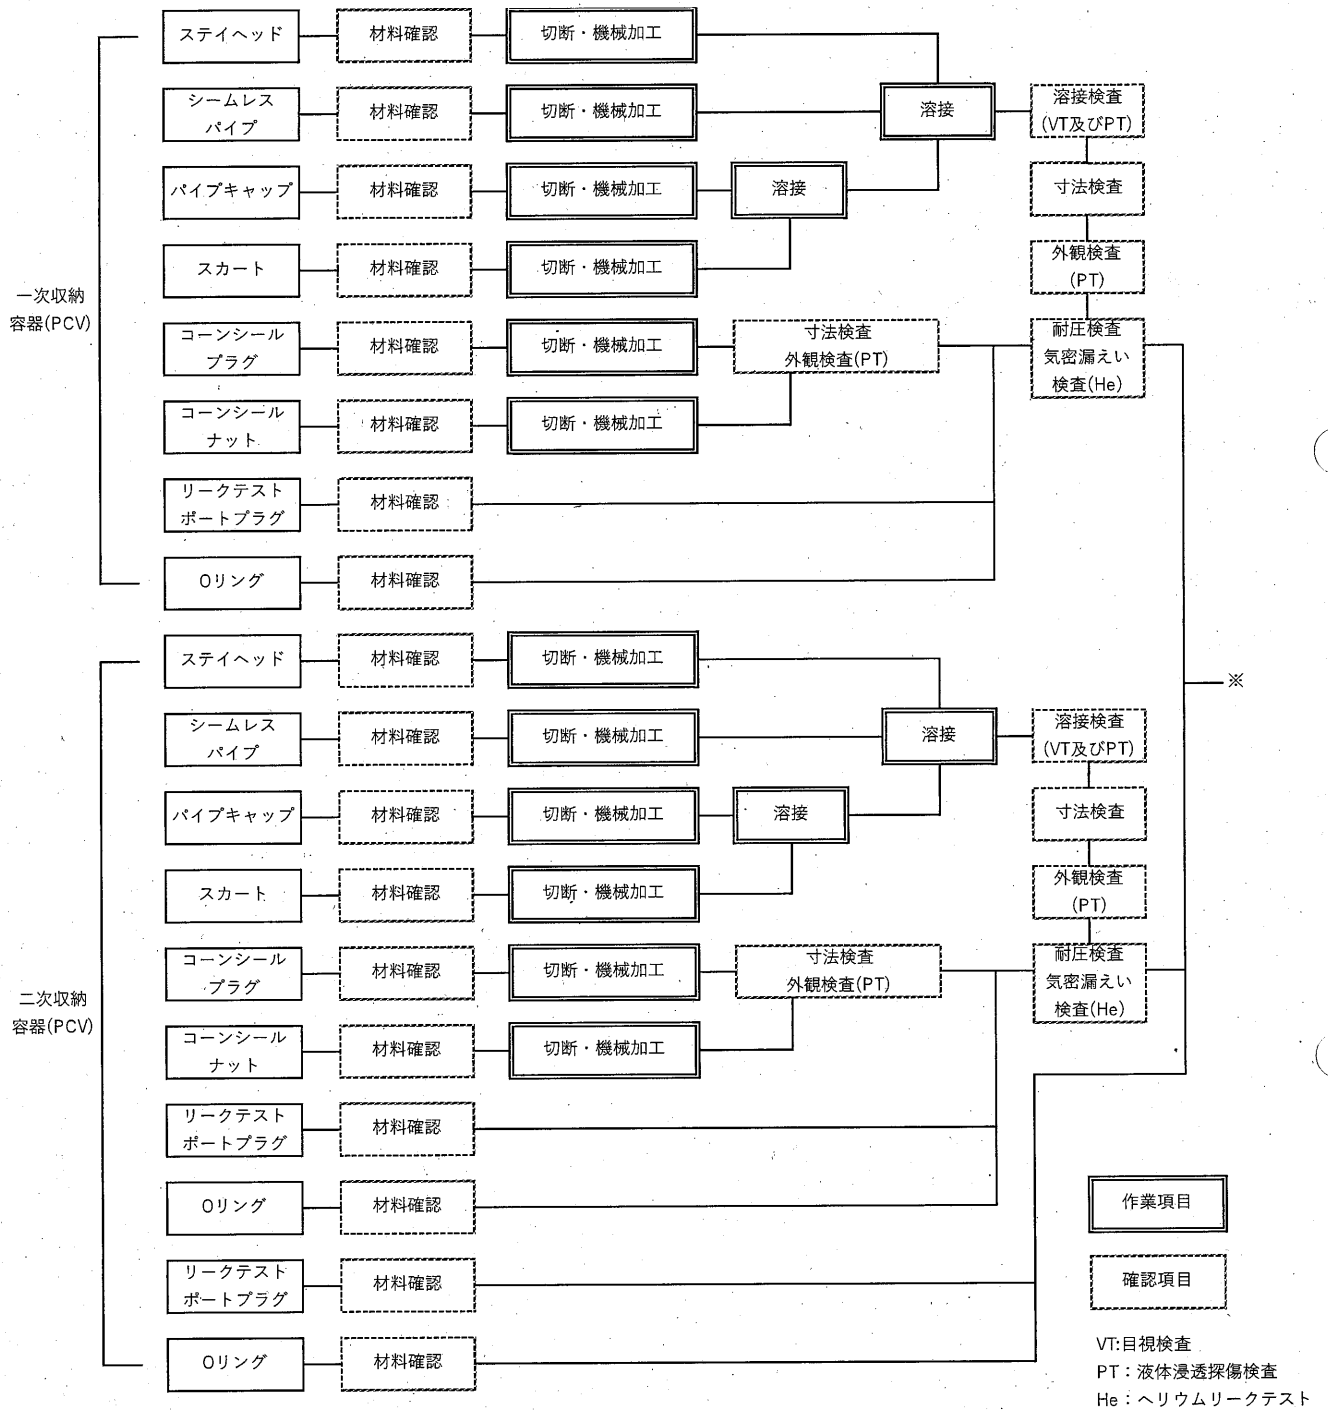 ステイヘッド
材料確認
切断・機械加工
シームレス
パイプ
材料確認
切断・機械加工
溶接
溶接検査
(VT及びPT)
パイプキャップ
材料確認
切断・機械加工
溶接
寸法検査
スカート
材料確認
切断・機械加工
外観検査
(PT)
一次収納
容器(PCV)
コーンシール
プラグ
材料確認
切断・機械加工
寸法検査
外観検査(PT)
耐圧検査
気密漏えい
検査(He)
コーンシール
ナット
材料確認
切断・機械加工
リークテスト
ポートプラグ
材料確認
Oリング
材料確認
ステイヘッド
材料確認
切断・機械加工
※
シームレス
パイプ
材料確認
切断・機械加工
溶接
溶接検査
(VT及びPT)
パイプキャップ
材料確認
切断・機械加工
溶接
寸法検査
スカート
材料確認
切断・機械加工
外観検査
(PT)
二次収納
容器(PCV)
コーンシール
プラグ
材料確認
切断・機械加工
寸法検査
外観検査(PT)
耐圧検査
気密漏えい
検査(He)
コーンシール
ナット
材料確認
切断・機械加工
リークテスト
ポートプラグ
材料確認
Oリング
材料確認
リークテスト
ポートプラグ
材料確認
Oリング
材料確認
作業項目
確認項目
VT:目視検査
PT：液体浸透探傷検査
He：ヘリウムリークテスト